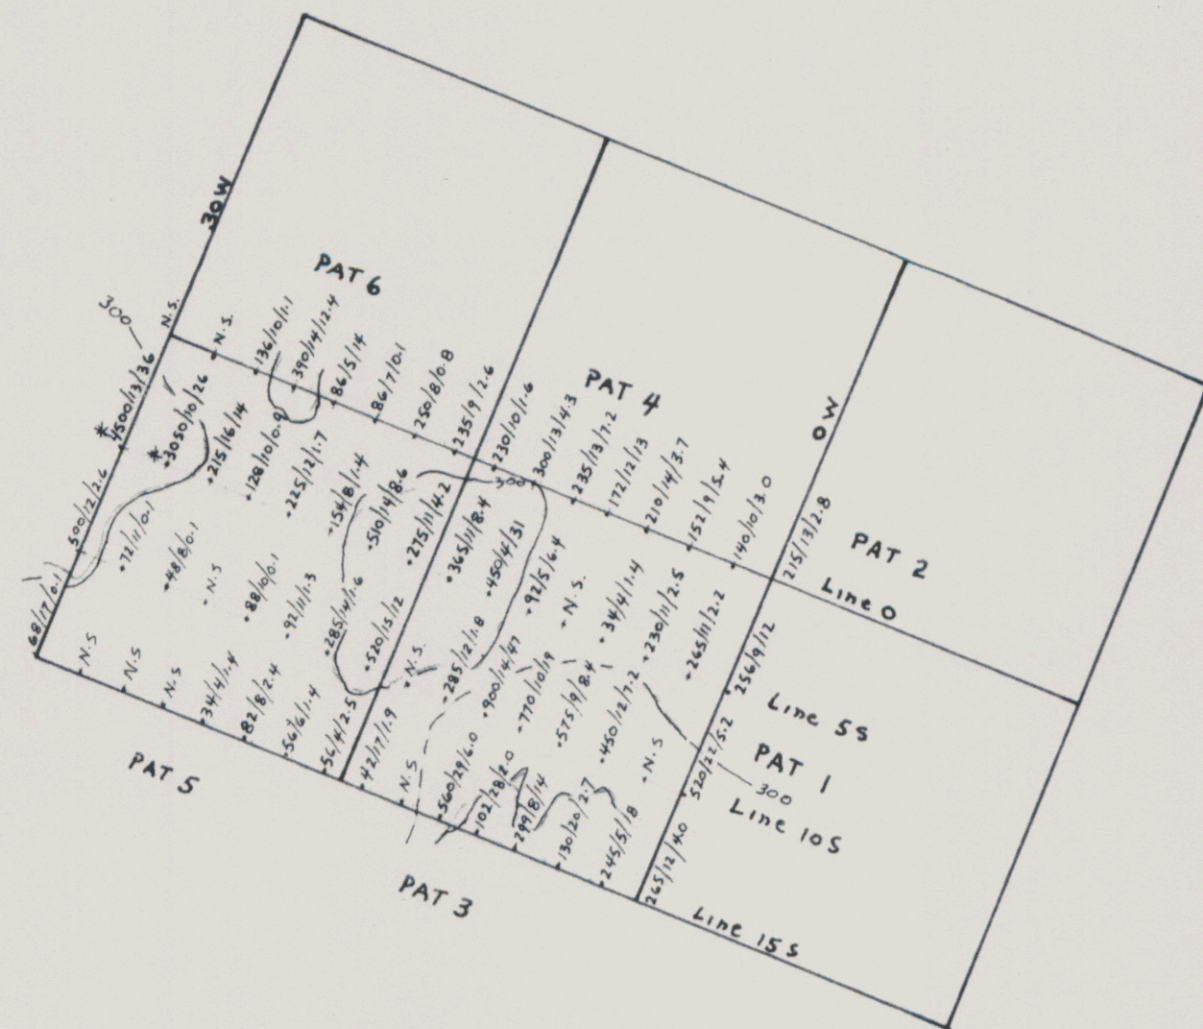 30W
PAT 6
PAT 4
0 W
PAT 2
300
N.S.
N.S.
136/10/1.1
390/14/12.4
86/5/14
86/7/0.1
250/8/0.8
235/9/2.6
230/10/1.6
300/13/4.3
235/13/7.2
172/12/13
210/14/3.7
152/9/5.4
140/10/3.0
215/13/2.8
Line 0
* 4500/13/36
* 3050/10/26
215/16/14
128/10/0.9
225/12/1.7
154/8/1.4
510/14/8.6
275/11/4.2
300
365/11/8.4
450/4/31
92/5/6.4
N.S.
34/4/1.4
230/11/2.5
265/11/2.2
256/9/12
Line 5S
500/12/2.6
72/11/0.1
48/8/0.1
N.S
88/10/0.1
92/11/1.3
285/14/1.6
520/15/12
N.S.
285/12/1.8
900/14/47
770/10/19
575/9/8.4
450/12/7.2
N.S
520/22/5.2
300
PAT 1
Line 10S
68/17/0.1
N.S
N.S
N.S
34/4/1.4
82/8/2.4
56/6/1.4
56/4/2.5
42/17/1.9
N.S
560/29/6.0
102/28/2.0
299/8/14
130/20/2.7
245/5/18
265/12/4.0
Line 15S
PAT 5
PAT 3